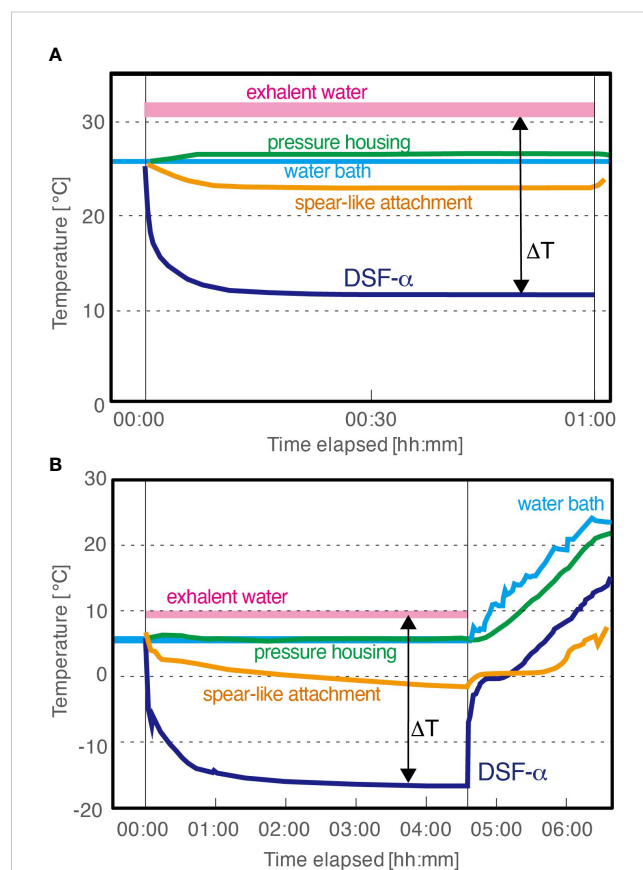 A
exhalent water
30
pressure housing
water bath
20
spear-like attachment
ΔT
DSF-α
10
0
Temperature [°C]
00:00 00:30 01:00
Time elapsed [hh:mm]
B
30
water bath
20
exhalent water
10
pressure housing
0
spear-like attachment
ΔT
-10
DSF-α
-20
Temperature [°C]
00:00 01:00 02:00 03:00 04:00 05:00 06:00
Time elapsed [hh:mm]